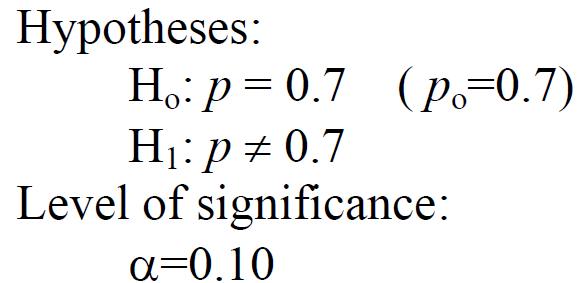 Hypotheses:
Hₒ: p = 0.7 ( pₒ=0.7)
H₁: p ≠ 0.7
Level of significance:
α=0.10